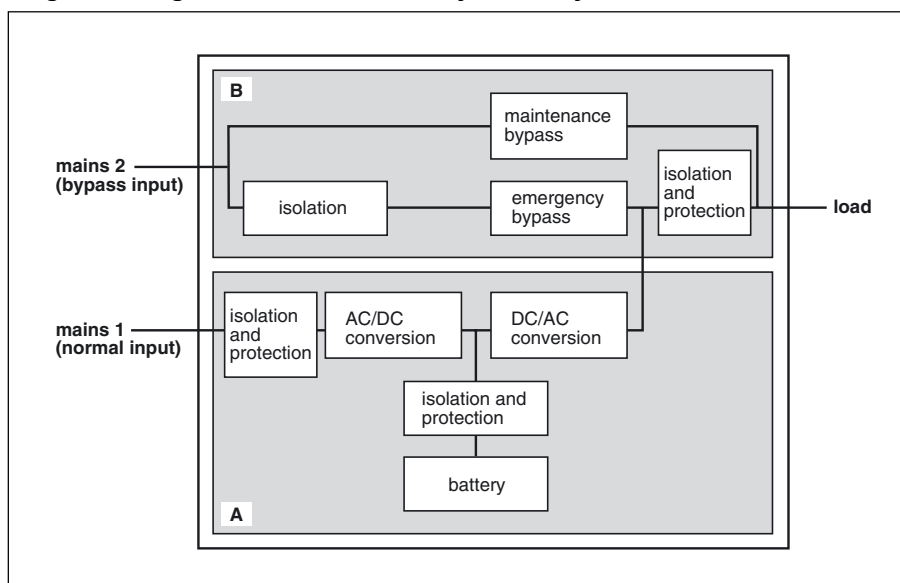 B
maintenance
bypass
mains 2
(bypass input)
isolation
and
protection
isolation
emergency
bypass
load
mains 1
(normal input)
isolation
and
protection
AC/DC
conversion
DC/AC
conversion
isolation and
protection
battery
A